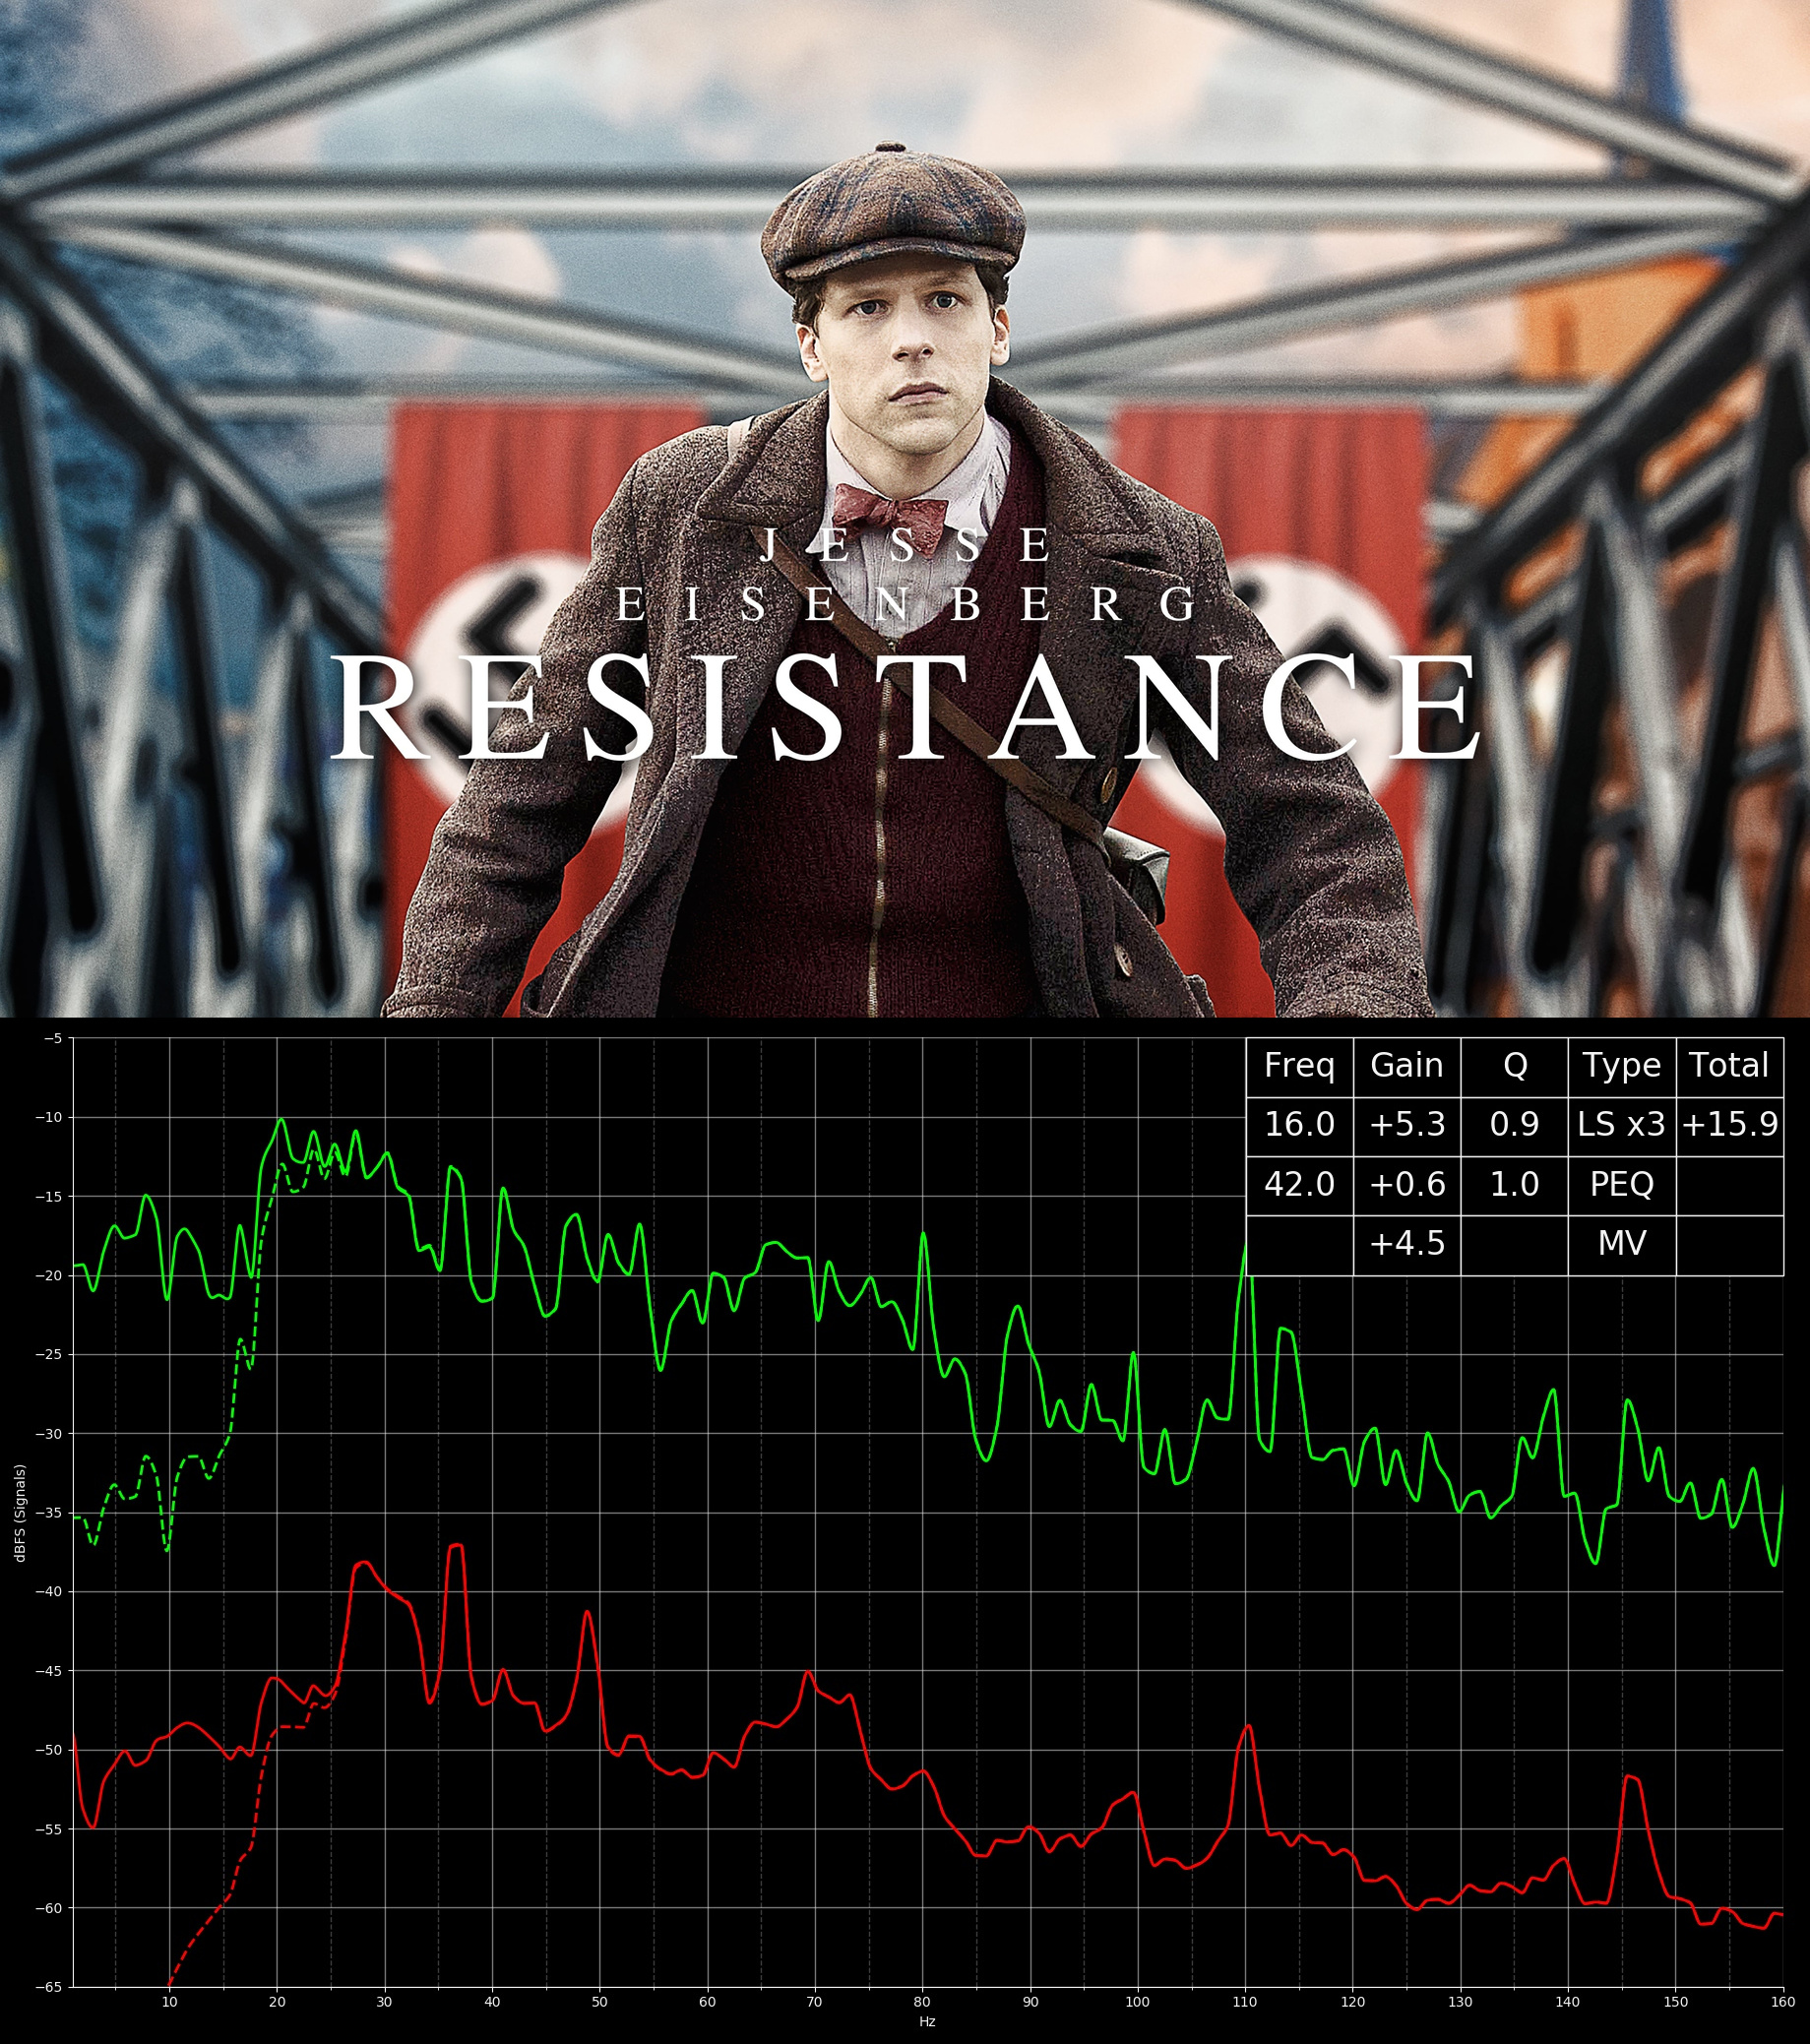 JESSE
EISENBERG
RESISTANCE
Freq Gain Q Type Total
16.0 +5.3 0.9 LS x3 +15.9
42.0 +0.6 1.0 PEQ
+4.5 MV
−5
−10
−15
−20
−25
−30
−35
−40
−45
−50
−55
−60
−65
dBFS (Signals)
10 20 30 40 50 60 70 80 90 100 110 120 130 140 150 160
Hz